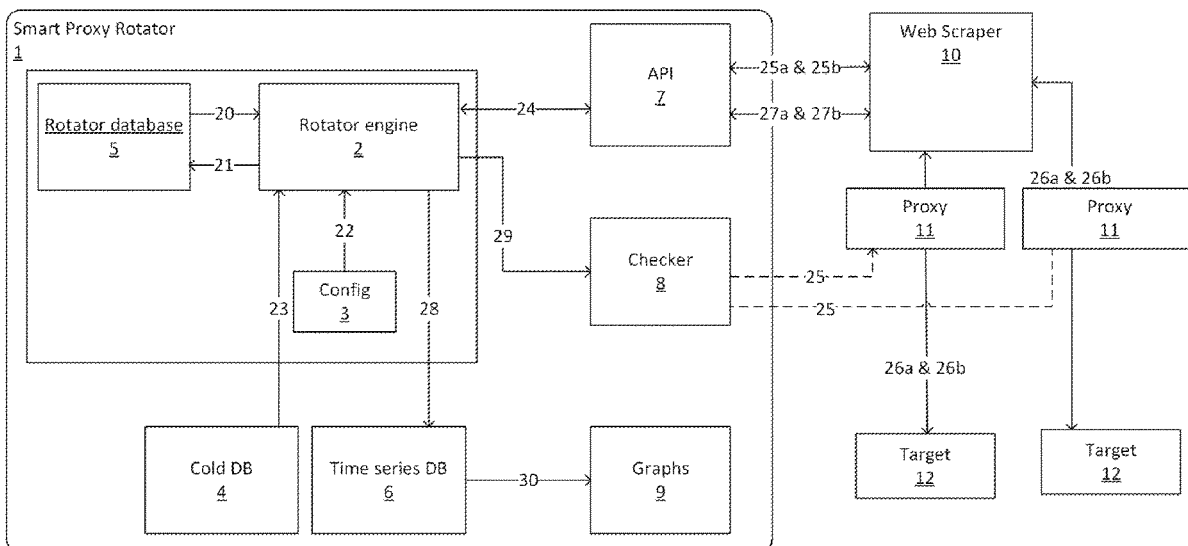 Smart Proxy Rotator
1
Rotator database
5
20
21
Rotator engine
2
22
Config
3
23
28
24
29
API
7
25a & 25b
27a & 27b
Web Scraper
10
26a & 26b
Proxy
11
Proxy
11
Checker
8
25
25
26a & 26b
Cold DB
4
Time series DB
6
30
Graphs
9
Target
12
Target
12